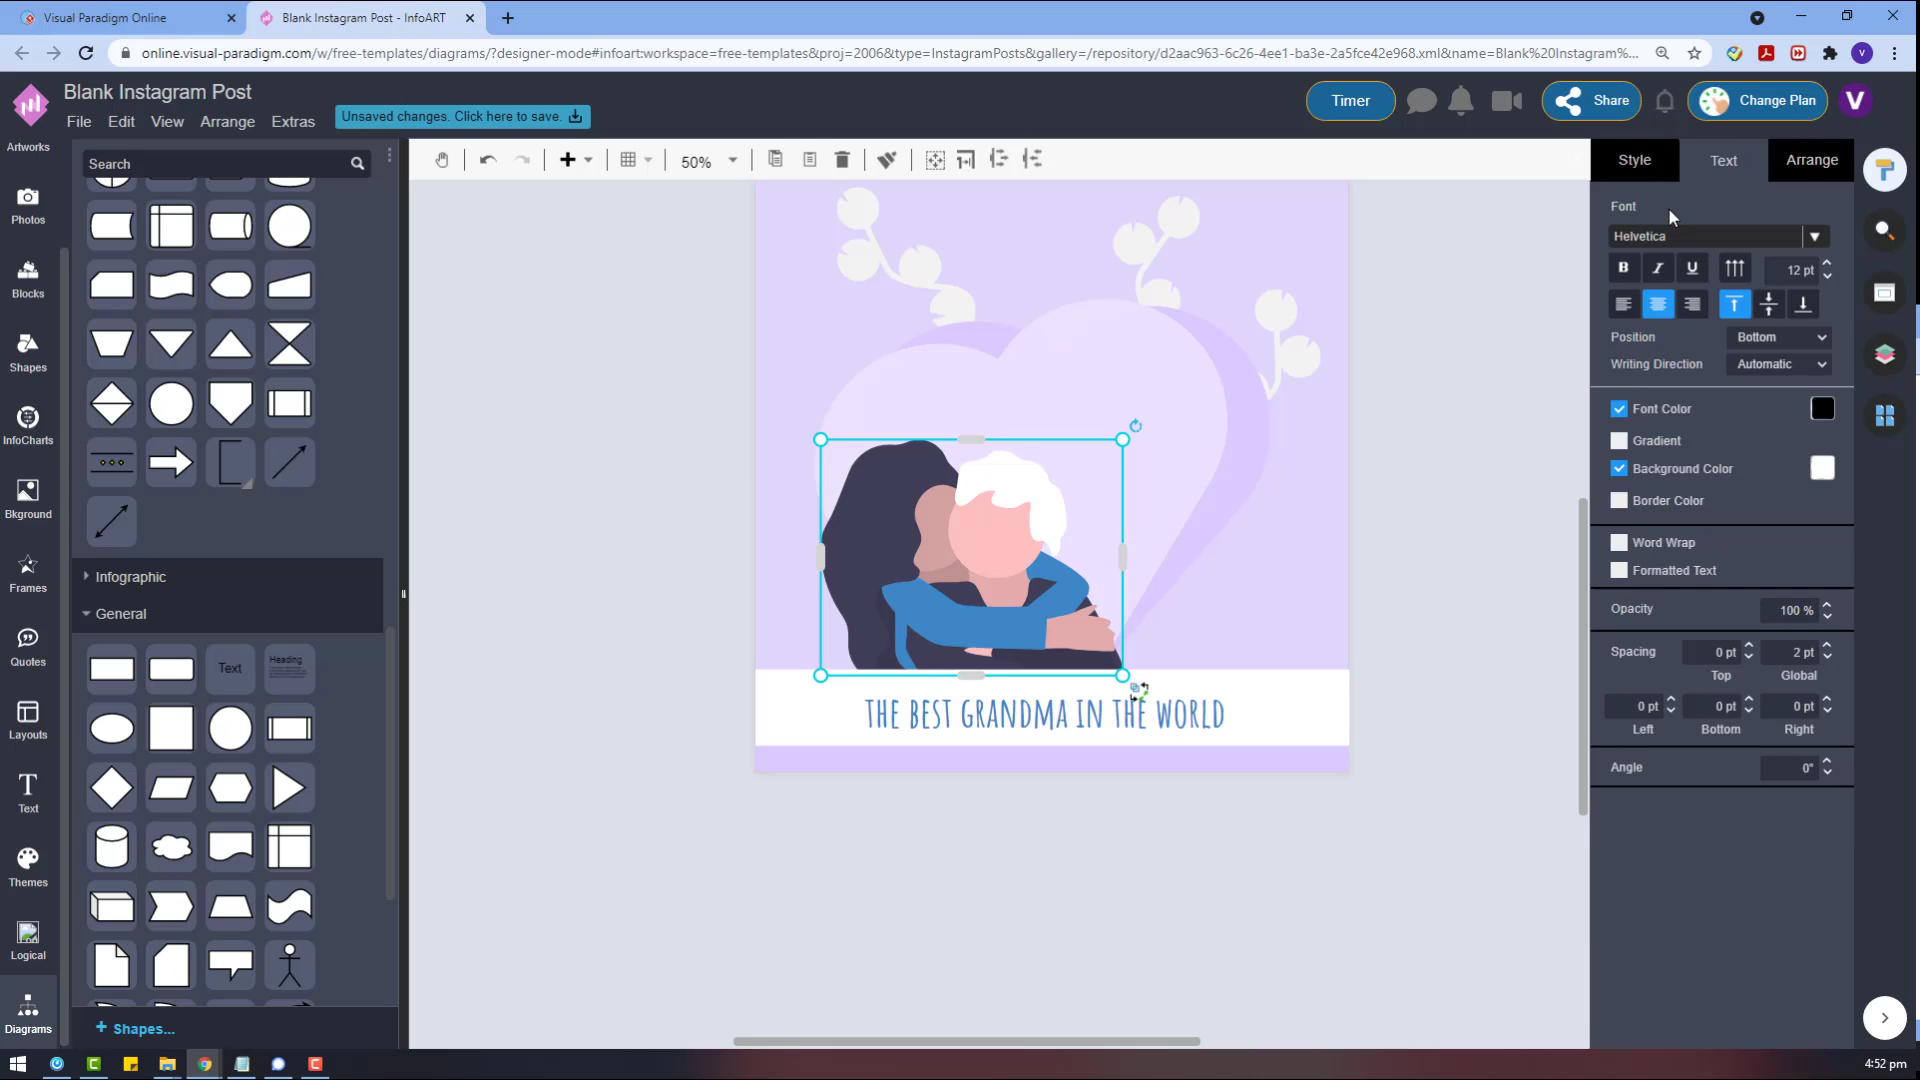 Visual Paradigm Online
Blank Instagram Post - InfoART
online.visual-paradigm.com/w/free-templates/diagrams/?designer-mode#infoart:workspace=free-templates&proj=2006&type=InstagramPosts&gallery=/repository/d2aac963-6c26-4ee1-ba3e-2a5fce42e968.xml&name=Blank%20Instagram%...
V
Blank Instagram Post
File Edit View Arrange Extras
Unsaved changes. Click here to save.
Timer
Share
Change Plan
V
Artworks
Photos
Blocks
Shapes
InfoCharts
Bkground
Frames
Quotes
Layouts
Text
Themes
Logical
Diagrams
Search
Infographic
General
Text
Heading
+ Shapes...
50%
THE BEST GRANDMA IN THE WORLD
Style Text Arrange
Font
Helvetica
B I U 12 pt
Position Bottom
Writing Direction Automatic
Font Color
Gradient
Background Color
Border Color
Word Wrap
Formatted Text
Opacity 100 %
Spacing 0 pt 2 pt
Top Global
0 pt 0 pt 0 pt
Left Bottom Right
Angle 0°
4:52 pm